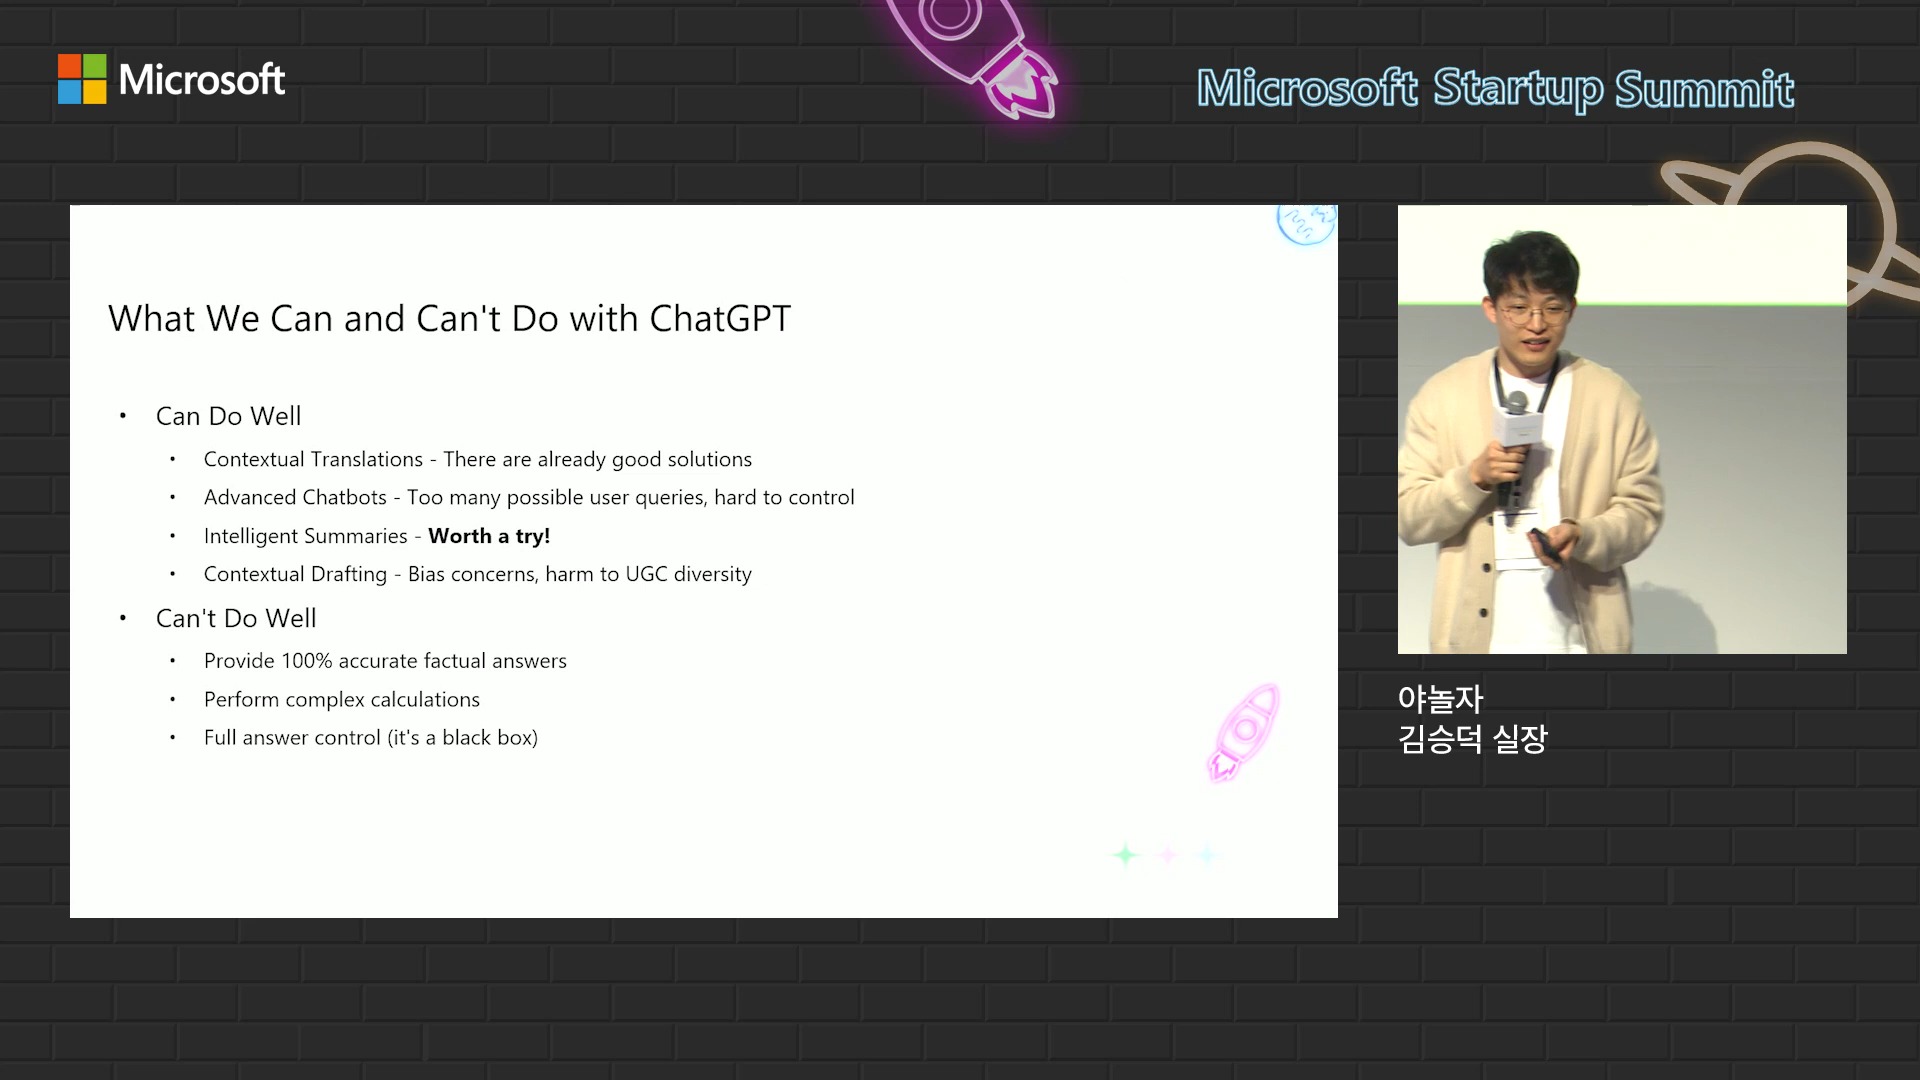 Microsoft
Microsoft Startup Summit
What We Can and Can't Do with ChatGPT
• Can Do Well
• Contextual Translations - There are already good solutions
• Advanced Chatbots - Too many possible user queries, hard to control
• Intelligent Summaries - Worth a try!
• Contextual Drafting - Bias concerns, harm to UGC diversity
• Can't Do Well
• Provide 100% accurate factual answers
• Perform complex calculations
• Full answer control (it's a black box)
야놀자
김승덕 실장